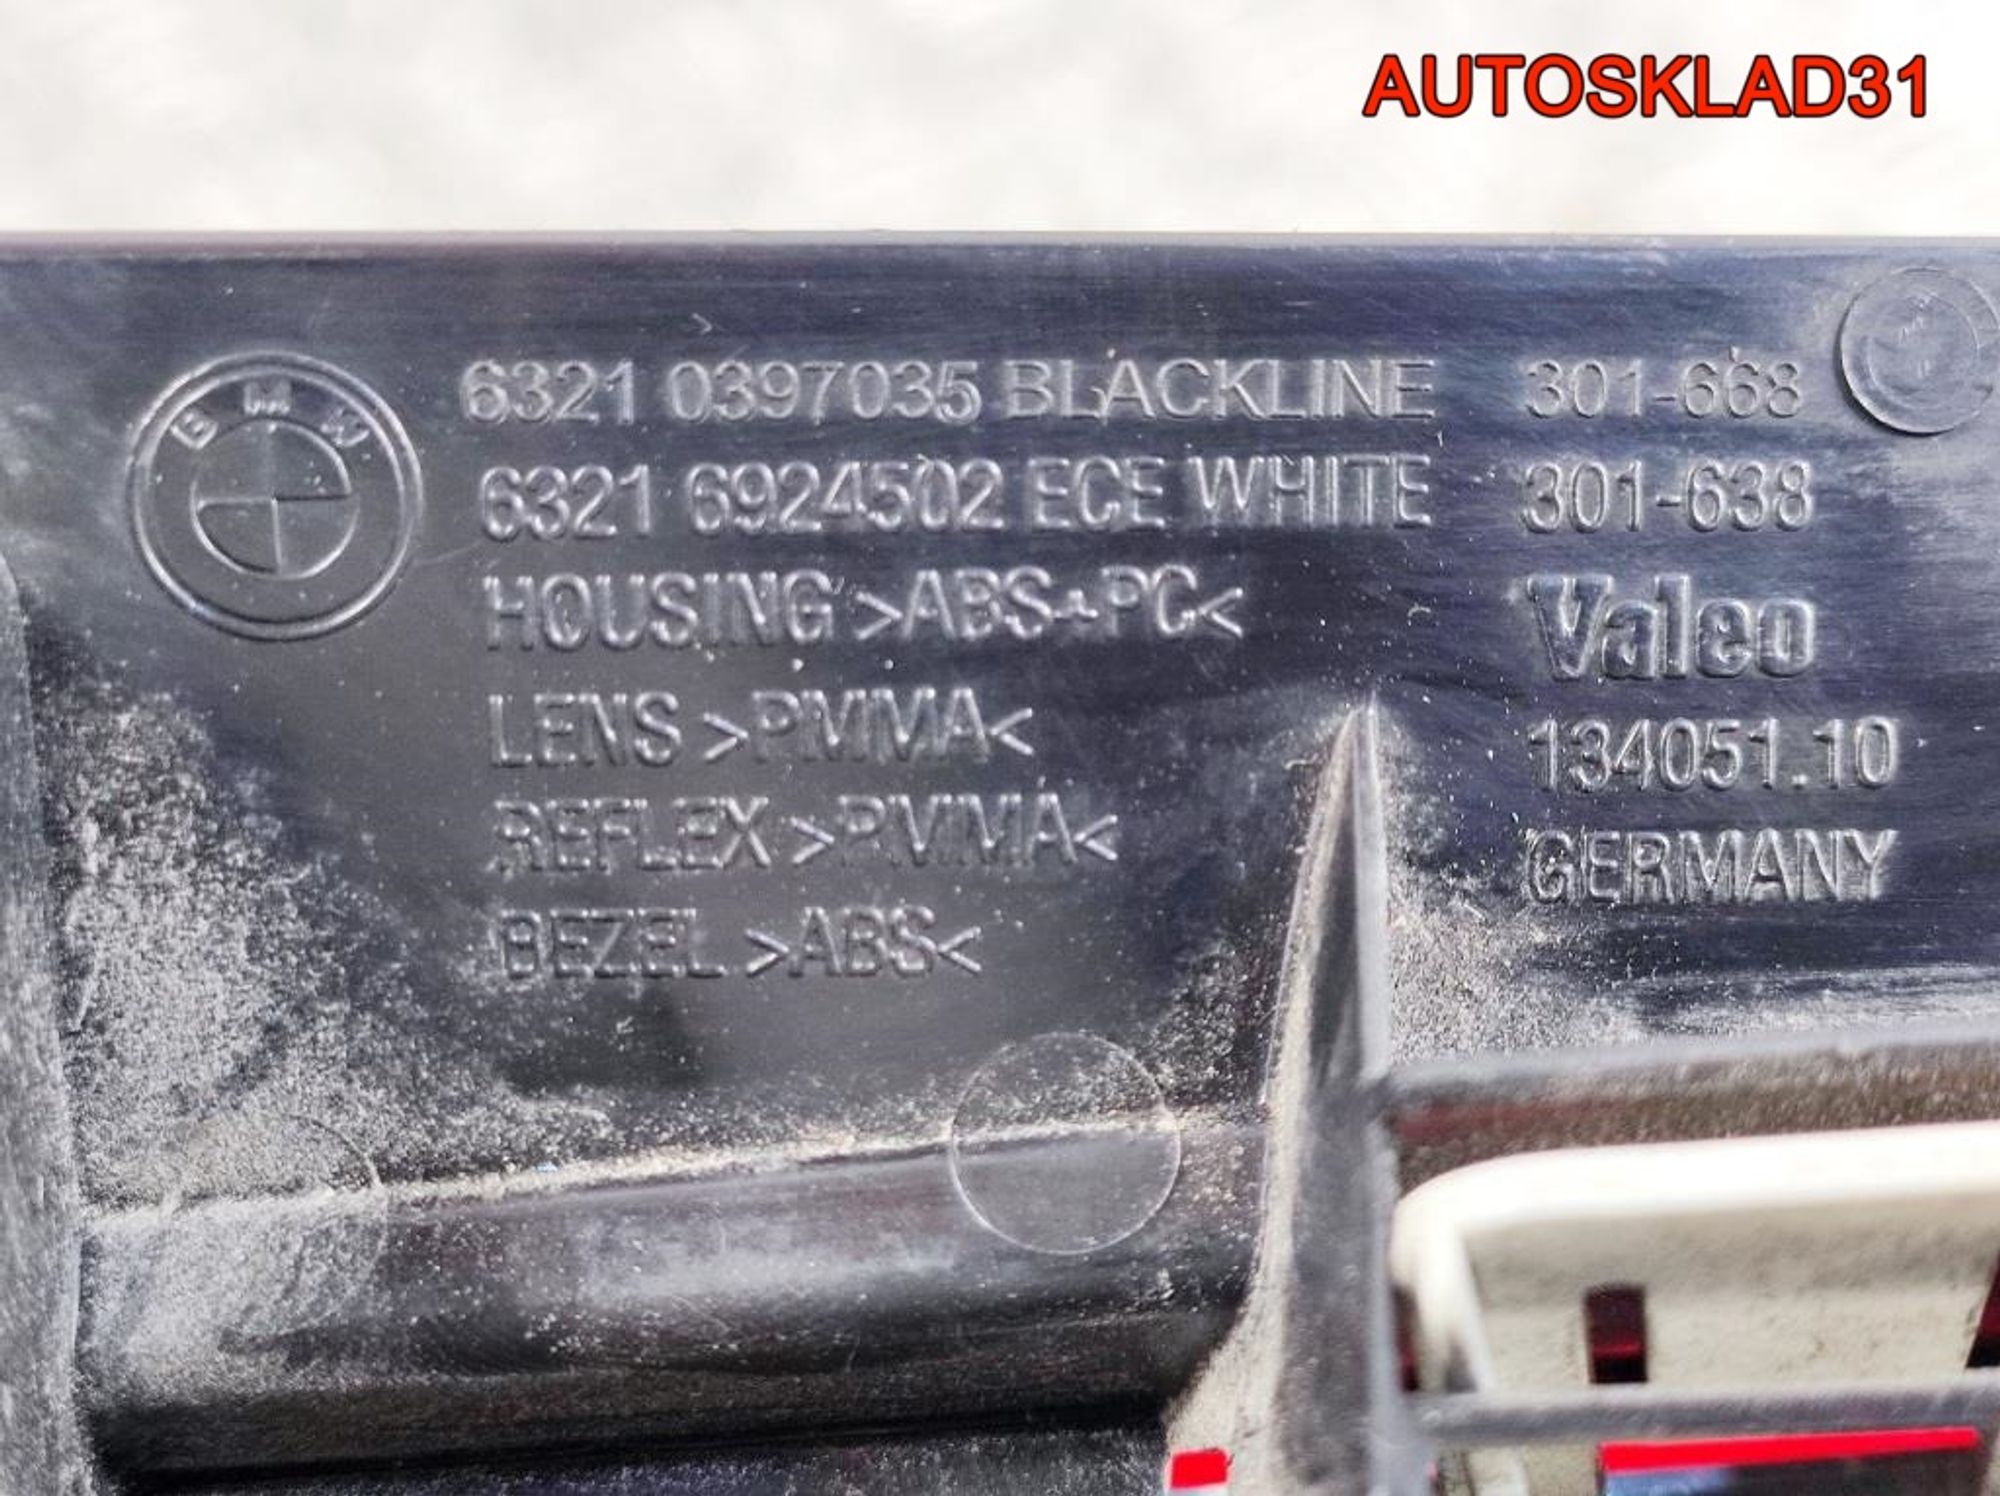 AUTOSKLAD31
BMW
6321 0397035 BLACKLINE 301-668
6321 6924502 ECE WHITE 301-638
HOUSING >ABS+PC< Valeo
LENS >PMMA< 134051.10
REFLEX >PMMA< GERMANY
BEZEL >ABS<